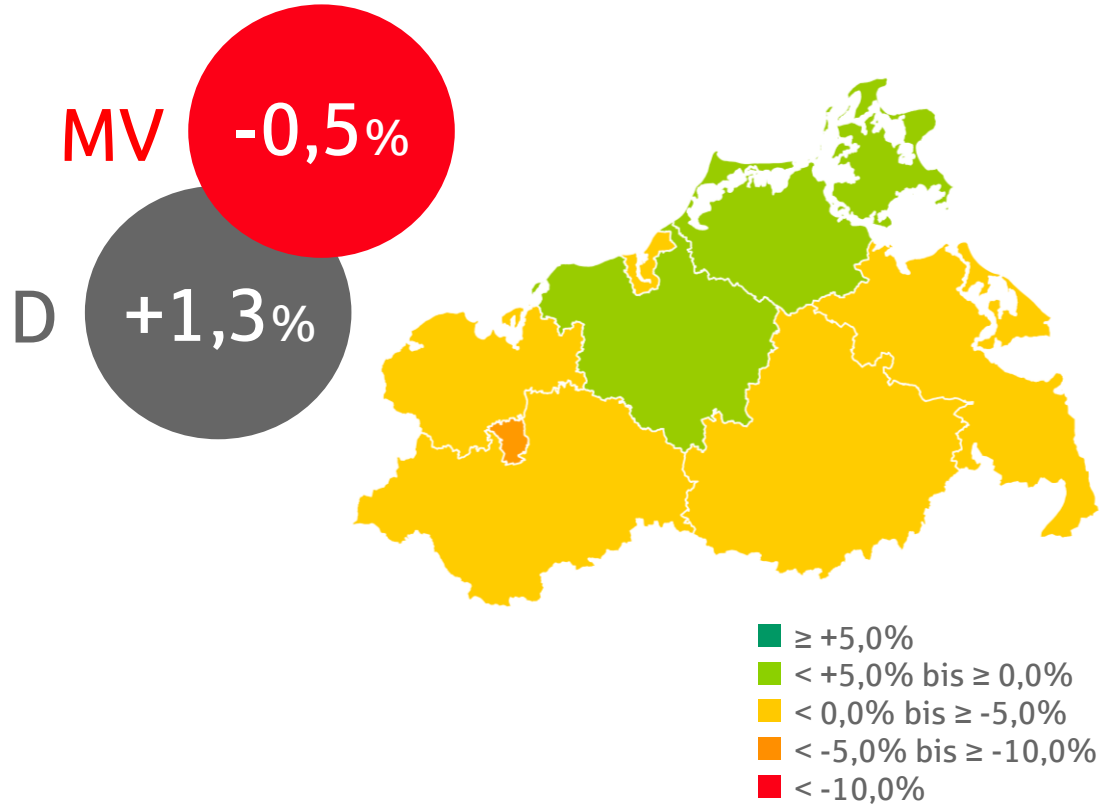 MV -0,5%
D +1,3%
≥ +5,0%
< +5,0% bis ≥ 0,0%
< 0,0% bis ≥ -5,0%
< -5,0% bis ≥ -10,0%
< -10,0%